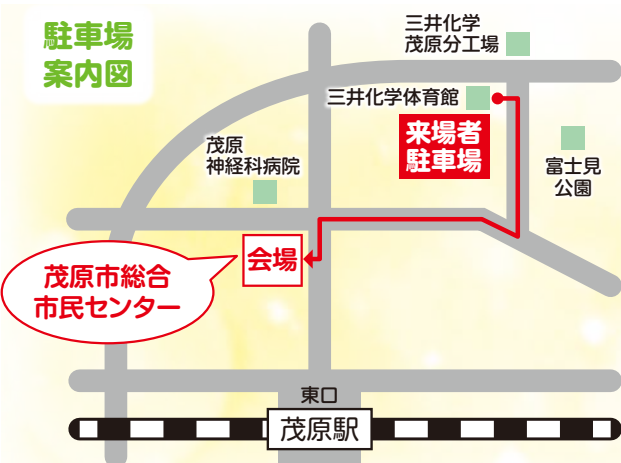 駐車場
案内図
三井化学
茂原分工場
三井化学体育館
来場者
駐車場
茂原
神経科病院
富士見
公園
会場
茂原市総合
市民センター
東口
茂原駅